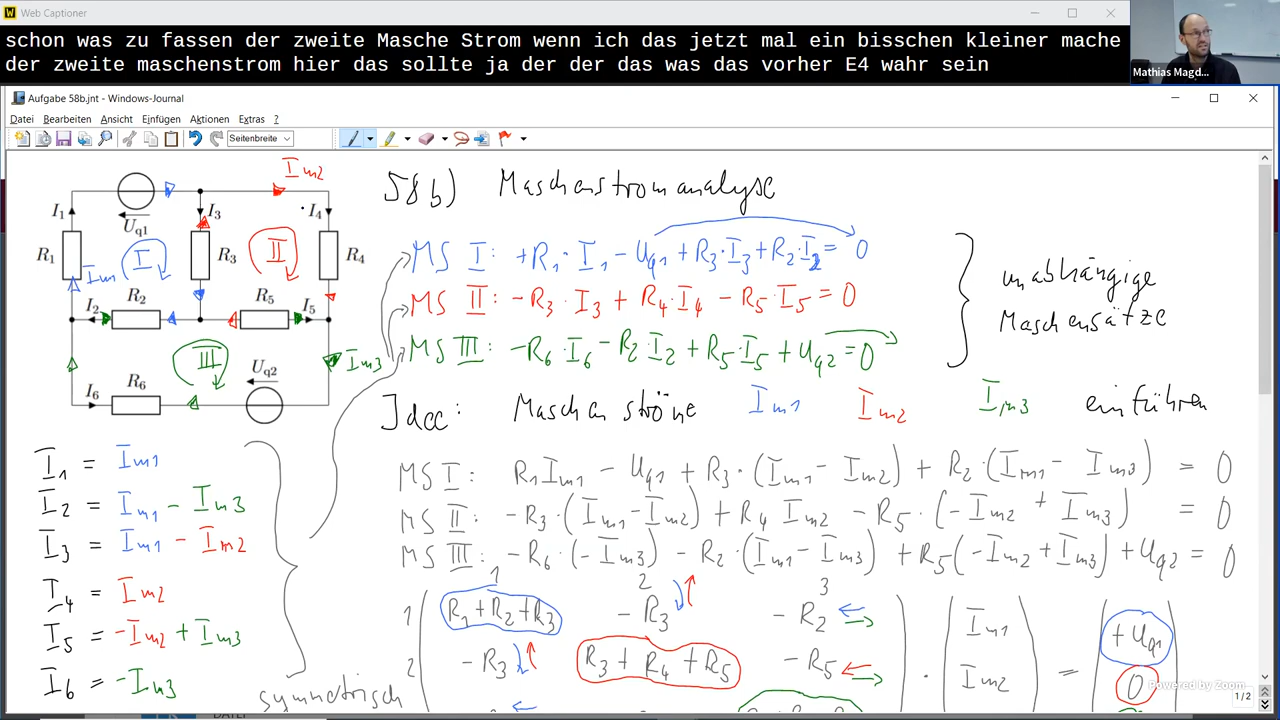 Web Captioner
schon was zu fassen der zweite Masche Strom wenn ich das jetzt mal ein bisschen kleiner mache
der zweite maschenstrom hier das sollte ja der der das was das vorher E4 wahr sein
Mathias Magd...
Aufgabe 58b.jnt - Windows-Journal
Datei Bearbeiten Ansicht Einfügen Aktionen Extras ?
Seitenbreite
I1 Uq1 I3 Im2 I4
R1 Im1 I R3 II R4
I2 R2 R5 I5
III Uq2 Im3
I6 R6
58b) Maschenstromanalyse
MS I: +R1·I1 - Uq1 + R3·I3 + R2·I2 = 0
MS II: -R3·I3 + R4·I4 - R5·I5 = 0
MS III: -R6·I6 - R2·I2 + R5·I5 + Uq2 = 0
unabhängige
Maschensätze
Idee: Maschenströme Im1 Im2 Im3 einführen
I1 = Im1
I2 = Im1 - Im3
I3 = Im1 - Im2
I4 = Im2
I5 = -Im2 + Im3
I6 = -Im3
symmetrisch
MS I: R1 Im1 - Uq1 + R3·(Im1 - Im2) + R2·(Im1 - Im3) = 0
MS II: -R3·(Im1 - Im2) + R4 Im2 - R5·(-Im2 + Im3) = 0
MS III: -R6·(-Im3) - R2·(Im1 - Im3) + R5(-Im2 + Im3) + Uq2 = 0
1 2 3
1 R1+R2+R3 -R3 -R2 Im1 +Uq1
2 -R3 R3+R4+R5 -R5 · Im2 = 0
Powered by Zoom
1/2